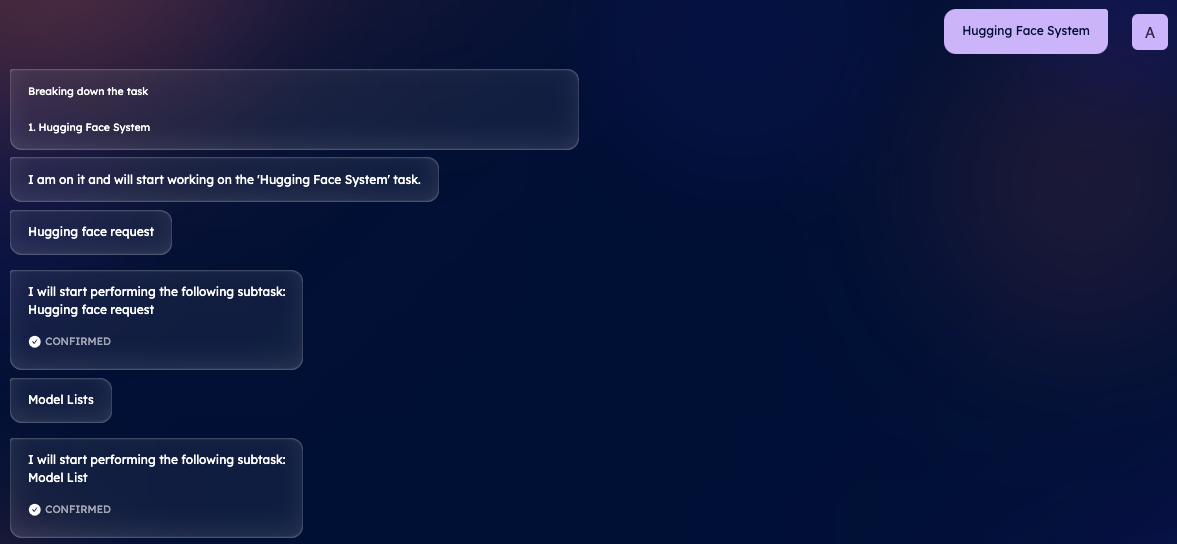 Hugging Face System
A
Breaking down the task
1. Hugging Face System
I am on it and will start working on the 'Hugging Face System' task.
Hugging face request
I will start performing the following subtask:
Hugging face request
CONFIRMED
Model Lists
I will start performing the following subtask:
Model List
CONFIRMED